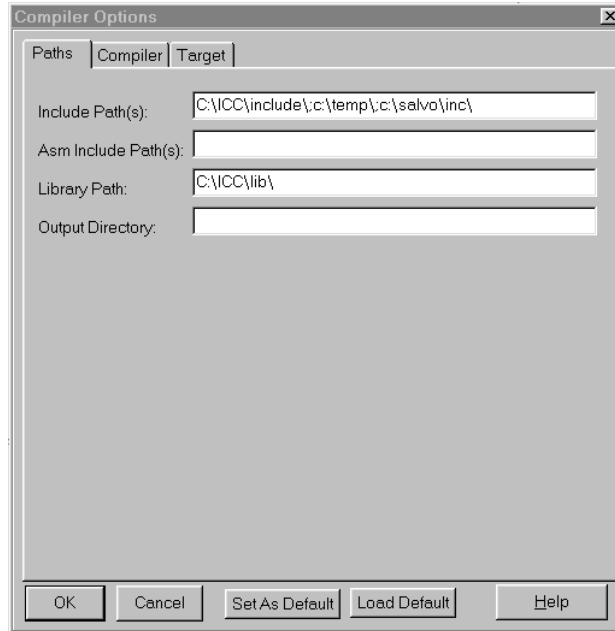 Compiler Options
Paths Compiler Target
Include Path(s): C:\ICC\include\;c:\temp\;c:\salvo\inc\
Asm Include Path(s):
Library Path: C:\ICC\lib\
Output Directory:
OK Cancel Set As Default Load Default Help